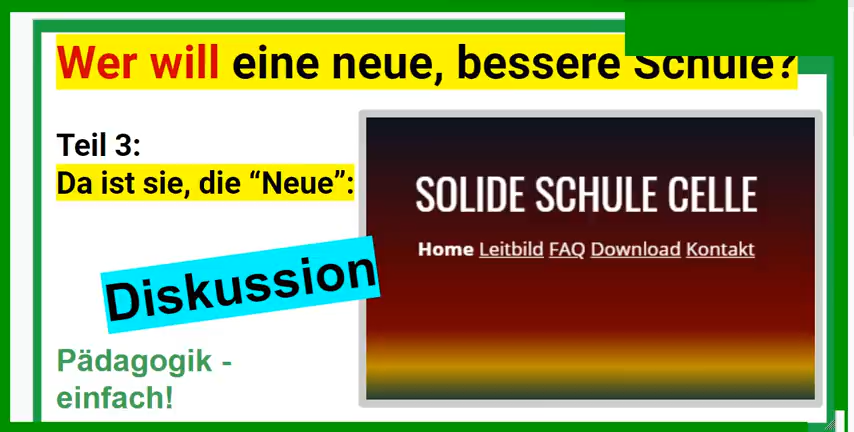 Wer will eine neue, bessere Schule?
Teil 3:
Da ist sie, die “Neue”:
SOLIDE SCHULE CELLE
Home Leitbild FAQ Download Kontakt
Diskussion
Pädagogik -
einfach!